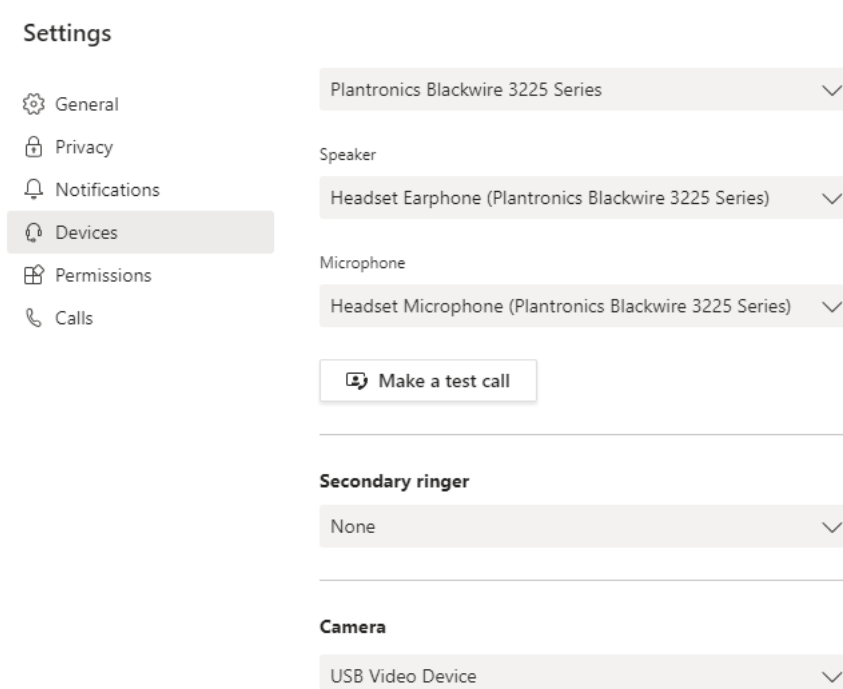 Settings
General
Privacy
Notifications
Devices
Permissions
Calls
Plantronics Blackwire 3225 Series
Speaker
Headset Earphone (Plantronics Blackwire 3225 Series)
Microphone
Headset Microphone (Plantronics Blackwire 3225 Series)
Make a test call
Secondary ringer
None
Camera
USB Video Device